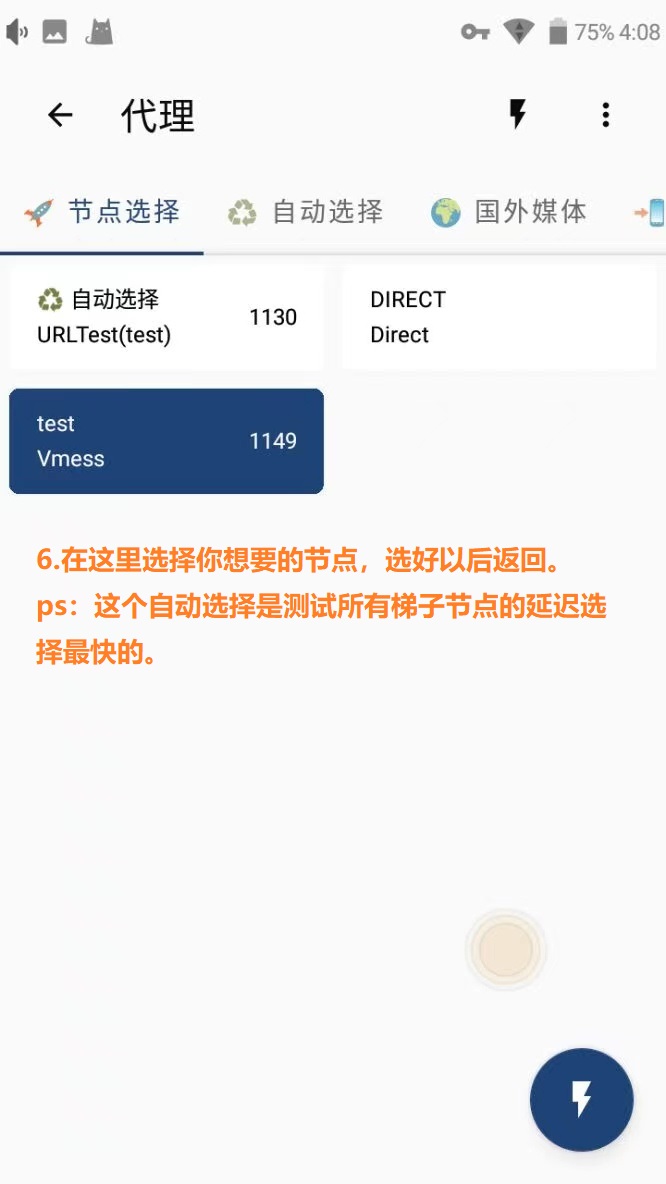 75% 4:08
代理
节点选择 自动选择 国外媒体
自动选择
URLTest(test)
1130
DIRECT
Direct
test
Vmess
1149
6.在这里选择你想要的节点，选好以后返回。
ps：这个自动选择是测试所有梯子节点的延迟选
择最快的。